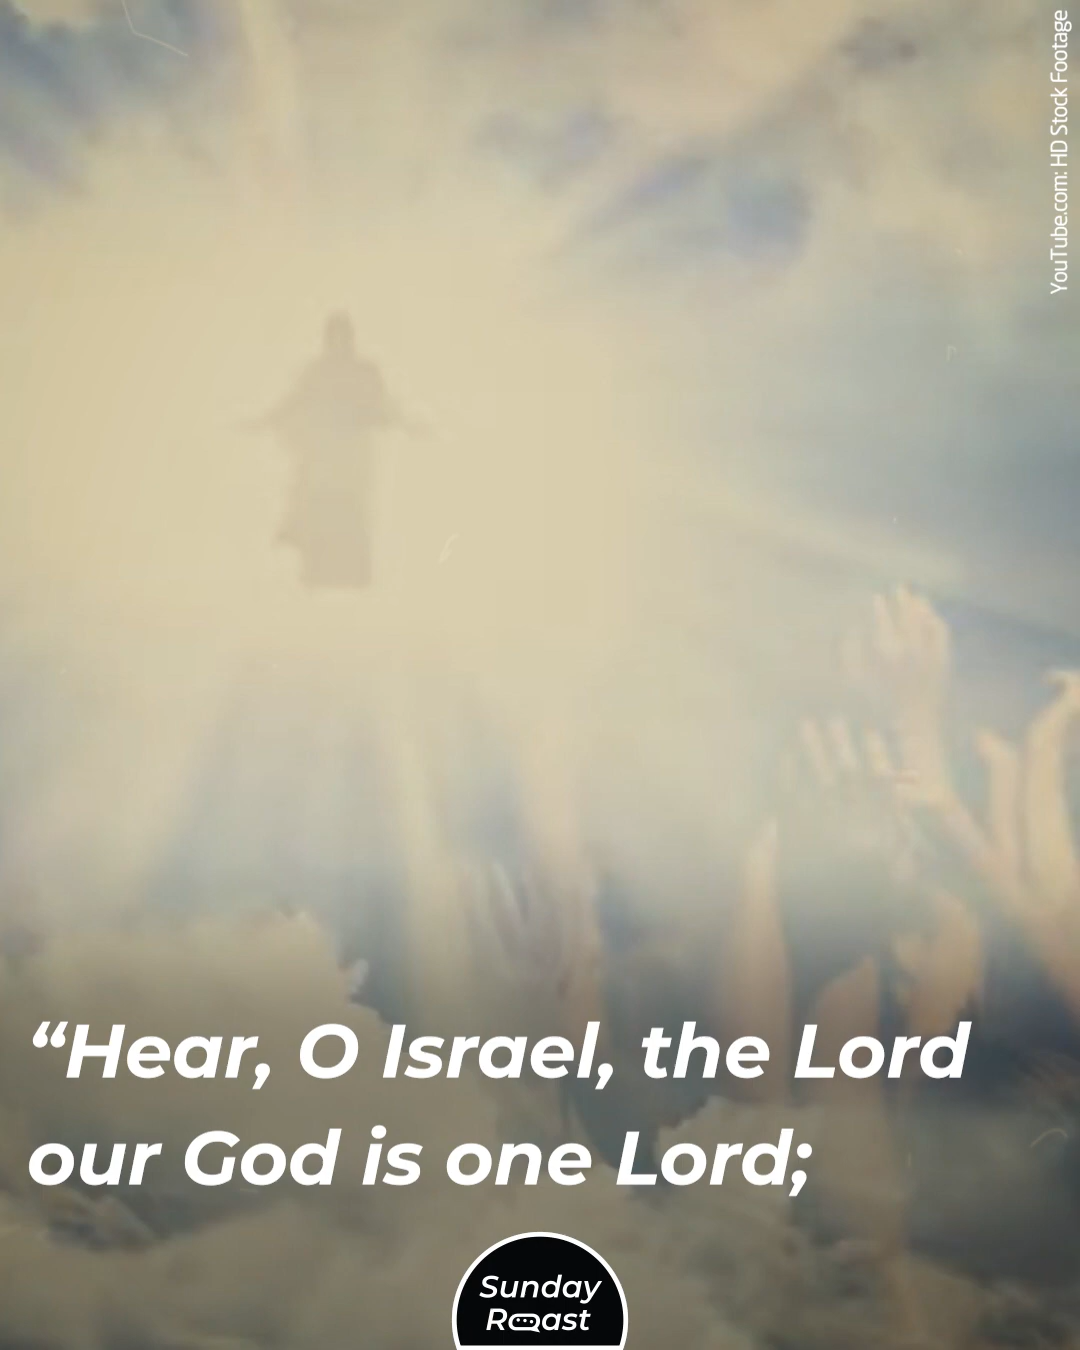 YouTube.com: HD Stock Footage
“Hear, O Israel, the Lord
our God is one Lord;
Sunday
Roast